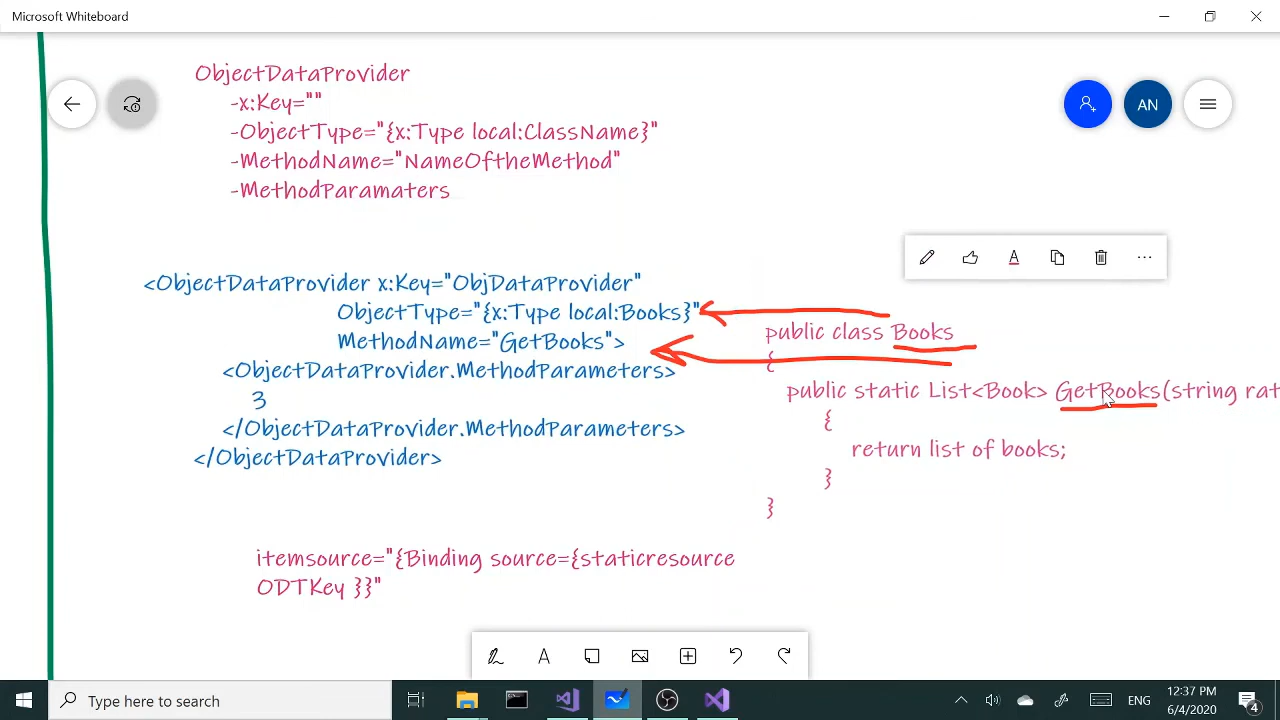 Microsoft Whiteboard
ObjectDataProvider
-x:Key=""
-ObjectType="{x:Type local:ClassName}"
-MethodName="NameOftheMethod"
-MethodParamaters
AN
<ObjectDataProvider x:Key="ObjDataProvider"
ObjectType="{x:Type local:Books}"
MethodName="GetBooks">
<ObjectDataProvider.MethodParameters>
3
</ObjectDataProvider.MethodParameters>
</ObjectDataProvider>
public class Books
{
public static List<Book> GetBooks(string rat
{
return list of books;
}
}
itemsource="{Binding source={staticresource
ODTKey }}"
Type here to search
ENG
12:37 PM
6/4/2020
4